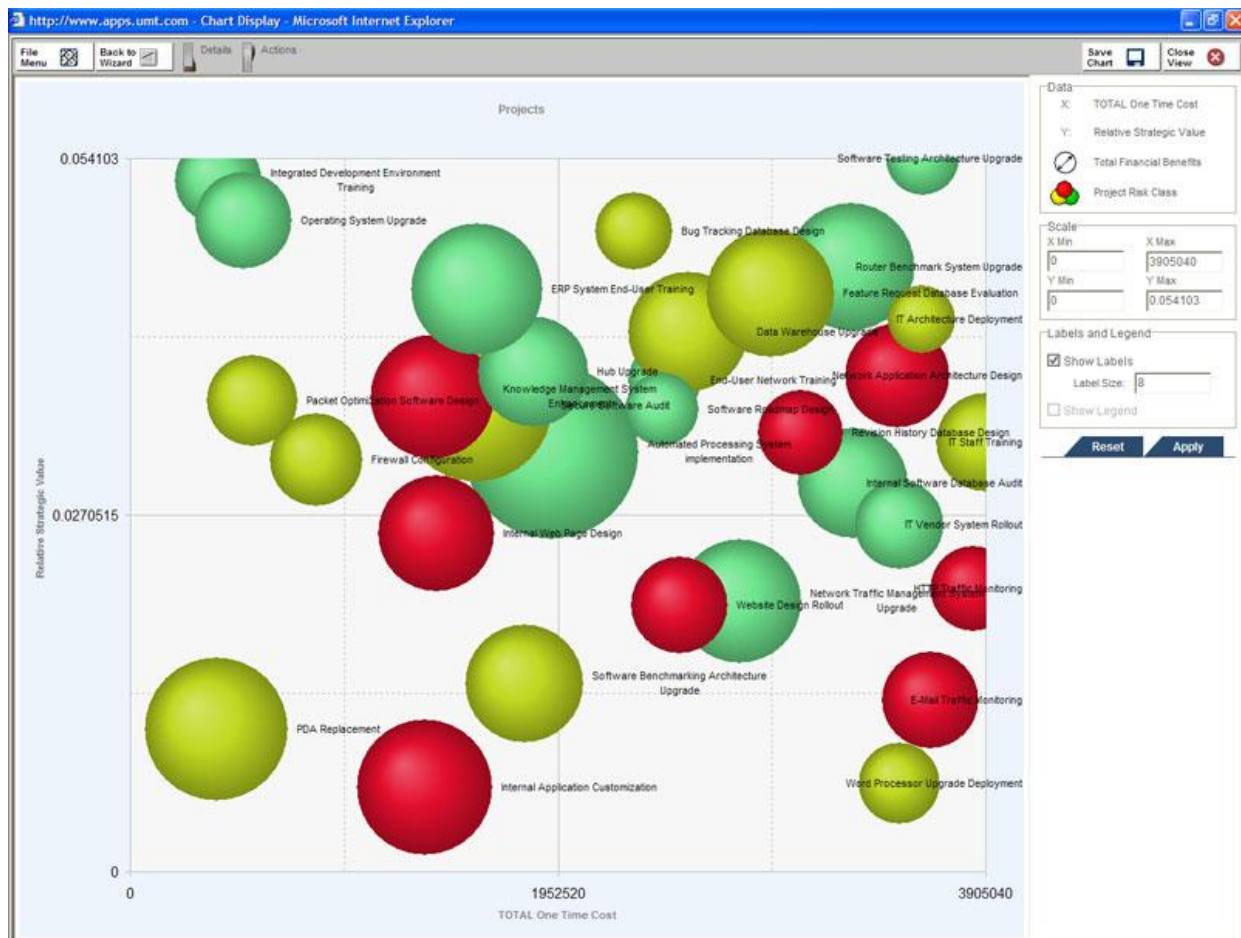 http://www.apps.umt.com - Chart Display - Microsoft Internet Explorer
File
Menu
Back to
Wizard
Details
Actions
Save
Chart
Close
View
Projects
0.054103
0.0270515
0
Relative Strategic Value
0
1952520
3905040
TOTAL One Time Cost
Software Testing Architecture Upgrade
Integrated Development Environment
Training
Operating System Upgrade
Bug Tracking Database Design
Router Benchmark System Upgrade
ERP System End-User Training
Feature Request Database Evaluation
IT Architecture Deployment
Data Warehouse Upgrade
Hub Upgrade
End-User Network Training
Network Application Architecture Design
Knowledge Management System
Enhancements
Packet Optimization Software Design
Secure Software Audit
Software Roadmap Design
Revision History Database Design
IT Staff Training
Automated Processing System
implementation
Firewall Configuration
Internal Software Database Audit
IT Vendor System Rollout
Internal Web Page Design
HTTP Traffic Monitoring
Network Traffic Management System
Upgrade
Website Design Rollout
Software Benchmarking Architecture
Upgrade
E-Mail Traffic Monitoring
PDA Replacement
Internal Application Customization
Word Processor Upgrade Deployment
Data
X: TOTAL One Time Cost
Y: Relative Strategic Value
Total Financial Benefits
Project Risk Class
Scale
X Min X Max
0 3905040
Y Min Y Max
0 0.054103
Labels and Legend
Show Labels
Label Size: 8
Show Legend
Reset Apply